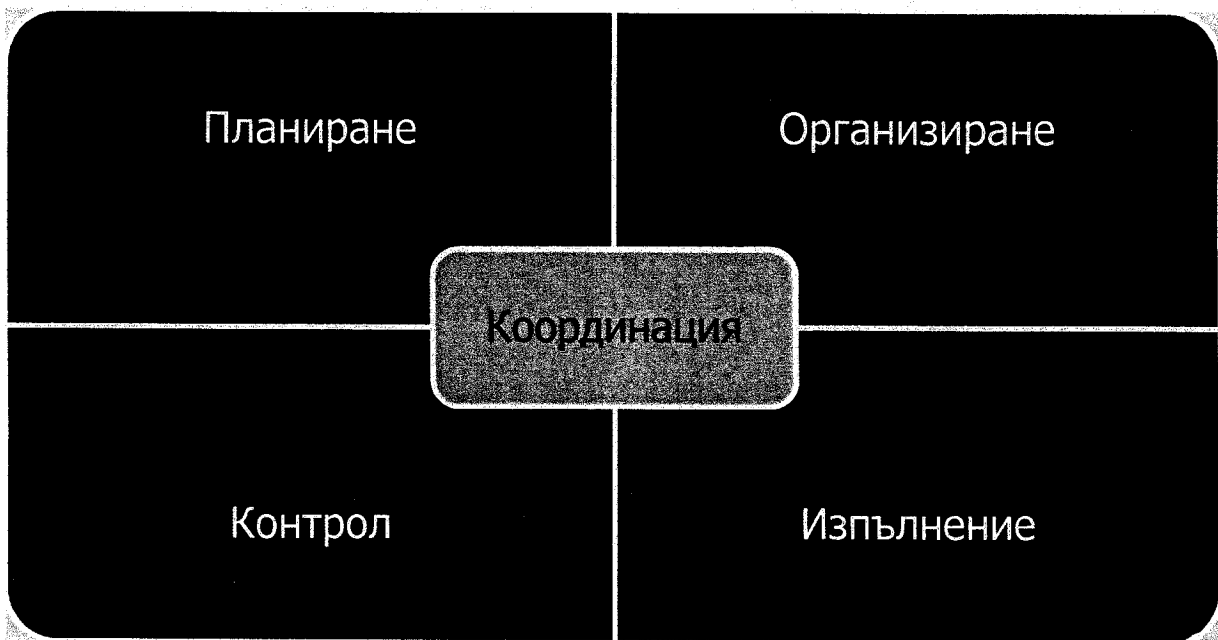 Планиране
Организиране
Координация
Контрол
Изпълнение